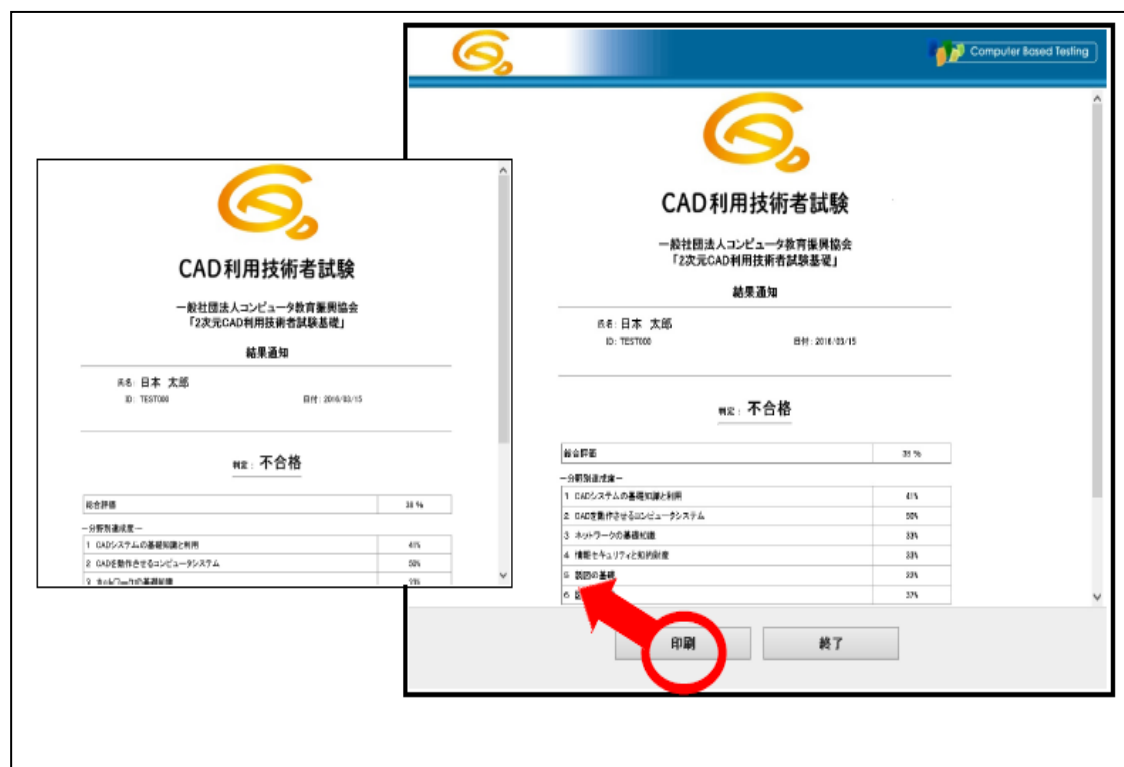 CAD利用技術者試験
一般社団法人コンピュータ教育振興協会
「2次元CAD利用技術者試験基礎」
結果通知
氏名: 日本 太郎
ID: TEST000 日付: 2016/03/15
判定: 不合格
総合評価 38 %
―分野別達成度―
1 CADシステムの基礎知識と利用 41%
2 CADを動作させるコンピュータシステム 50%
3 ネットワークの基礎知識 33%
Computer Based Testing
CAD利用技術者試験
一般社団法人コンピュータ教育振興協会
「2次元CAD利用技術者試験基礎」
結果通知
氏名: 日本 太郎
ID: TEST000 日付: 2016/03/15
判定: 不合格
総合評価 38 %
―分野別達成度―
1 CADシステムの基礎知識と利用 41%
2 CADを動作させるコンピュータシステム 50%
3 ネットワークの基礎知識 33%
4 情報セキュリティと知的財産 33%
5 製図の基礎 33%
6 37%
印刷 終了